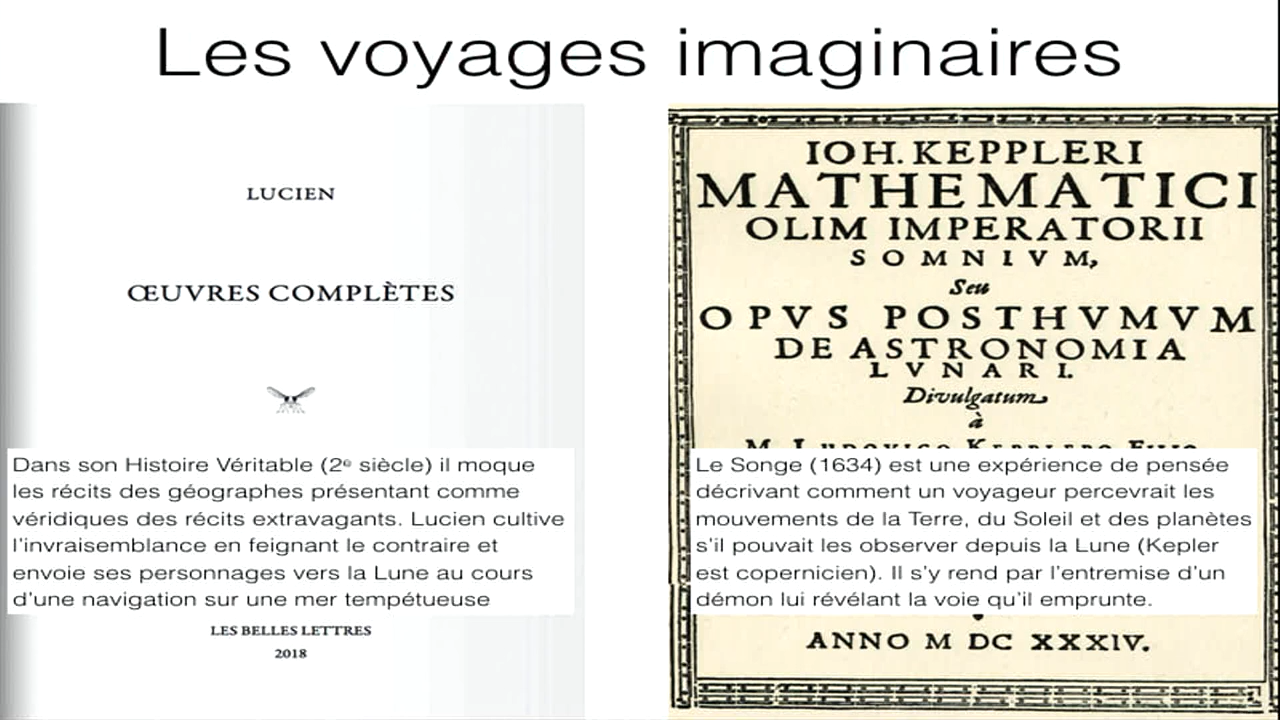 Les voyages imaginaires
LUCIEN
ŒUVRES COMPLÈTES
Dans son Histoire Véritable (2e siècle) il moque
les récits des géographes présentant comme
véridiques des récits extravagants. Lucien cultive
l'invraisemblance en feignant le contraire et
envoie ses personnages vers la Lune au cours
d'une navigation sur une mer tempétueuse
LES BELLES LETTRES
2018
IOH. KEPPLERI
MATHEMATICI
OLIM IMPERATORII
SOMNIVM,
Seu
OPVS POSTHVMVM
DE ASTRONOMIA
LVNARI.
Divulgatum
à
Le Songe (1634) est une expérience de pensée
décrivant comment un voyageur percevrait les
mouvements de la Terre, du Soleil et des planètes
s'il pouvait les observer depuis la Lune (Kepler
est copernicien). Il s'y rend par l'entremise d'un
démon lui révélant la voie qu'il emprunte.
ANNO M DC XXXIV.